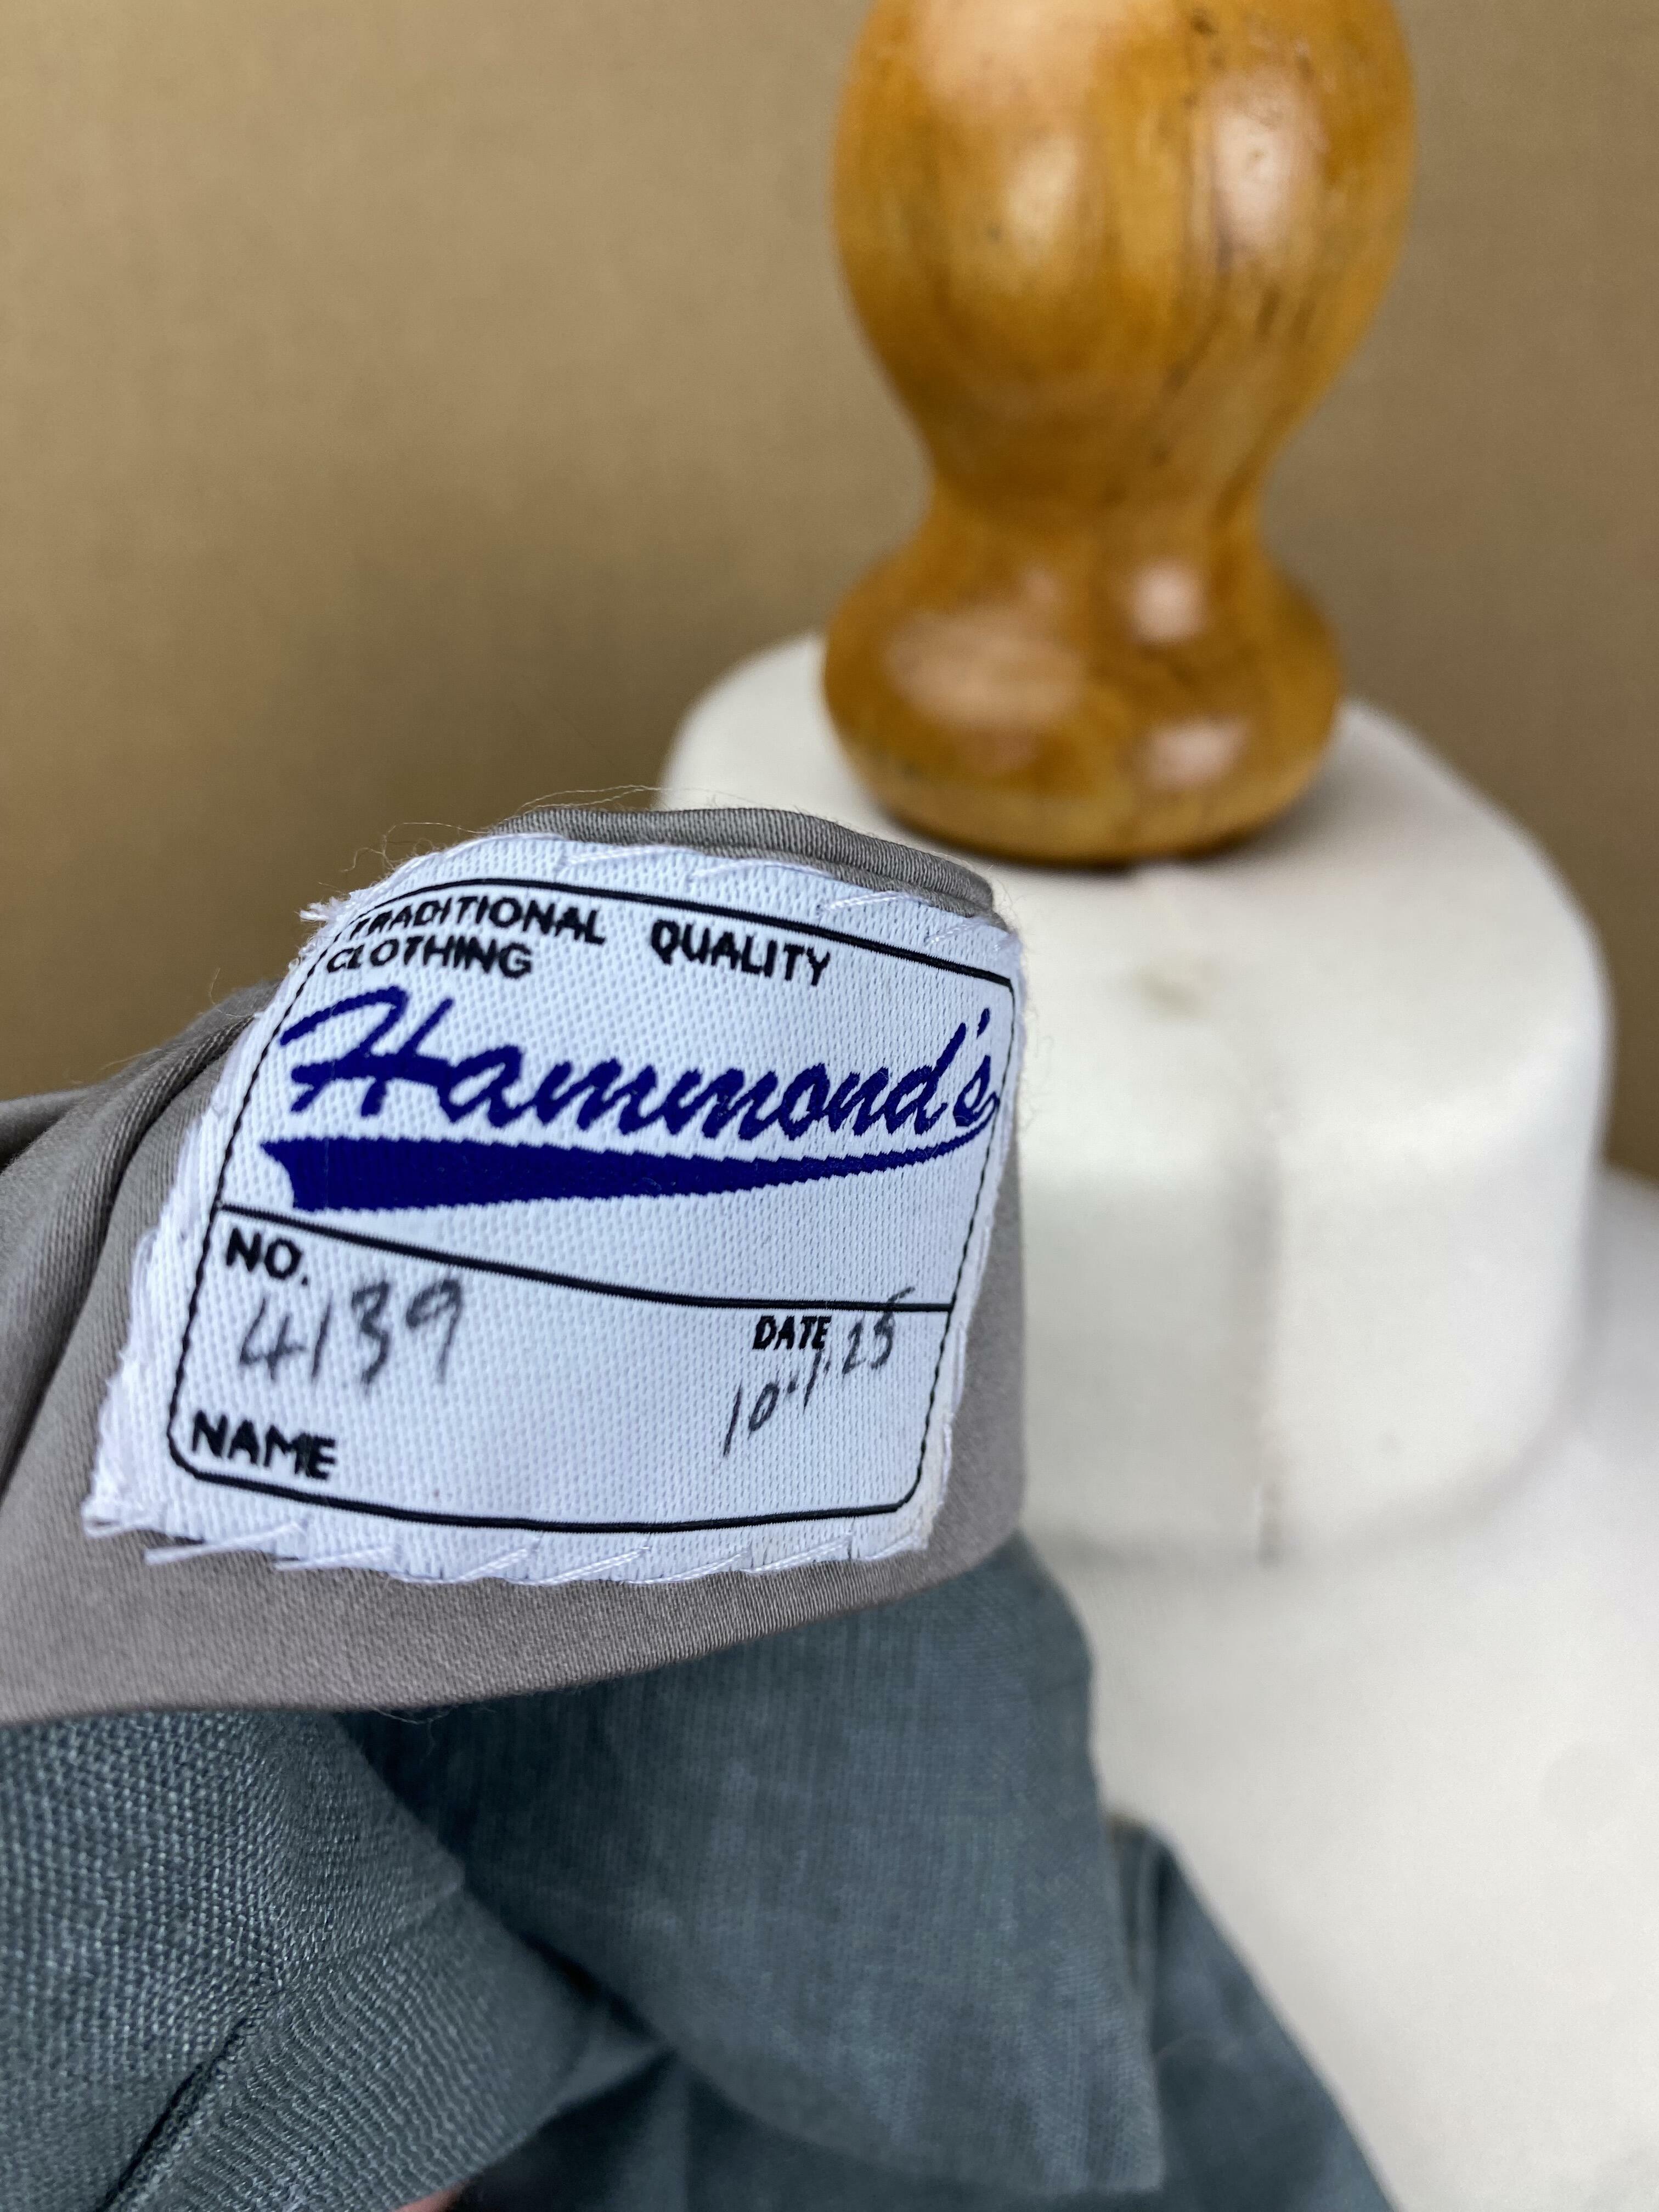 TRADITIONAL QUALITY
CLOTHING
Hammond's
NO.
4139
DATE
10.1.25
NAME